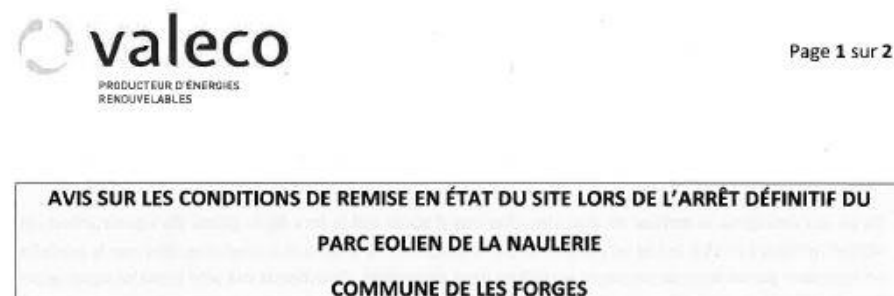 valeco
Page 1 sur 2
PRODUCTEUR D'ÉNERGIES
RENOUVELABLES
AVIS SUR LES CONDITIONS DE REMISE EN ÉTAT DU SITE LORS DE L'ARRÊT DÉFINITIF DU
PARC EOLIEN DE LA NAULERIE
COMMUNE DE LES FORGES